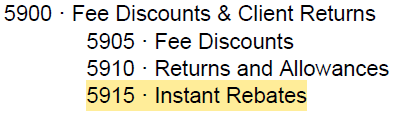 5900 · Fee Discounts & Client Returns
5905 · Fee Discounts
5910 · Returns and Allowances
5915 · Instant Rebates